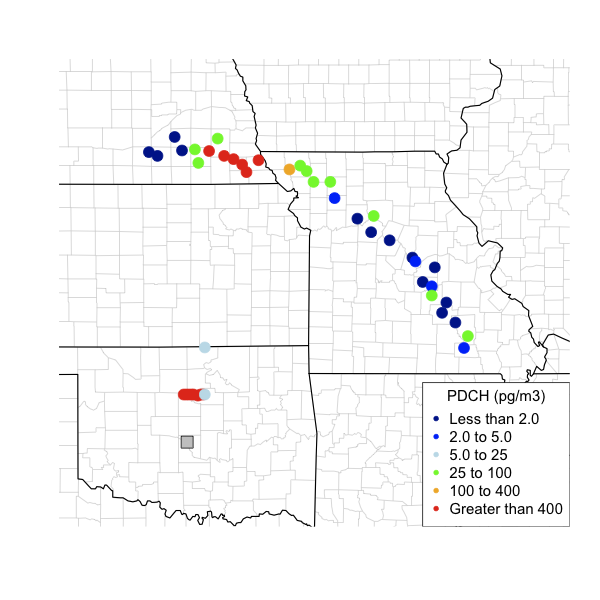 PDCH (pg/m3)
Less than 2.0
2.0 to 5.0
5.0 to 25
25 to 100
100 to 400
Greater than 400